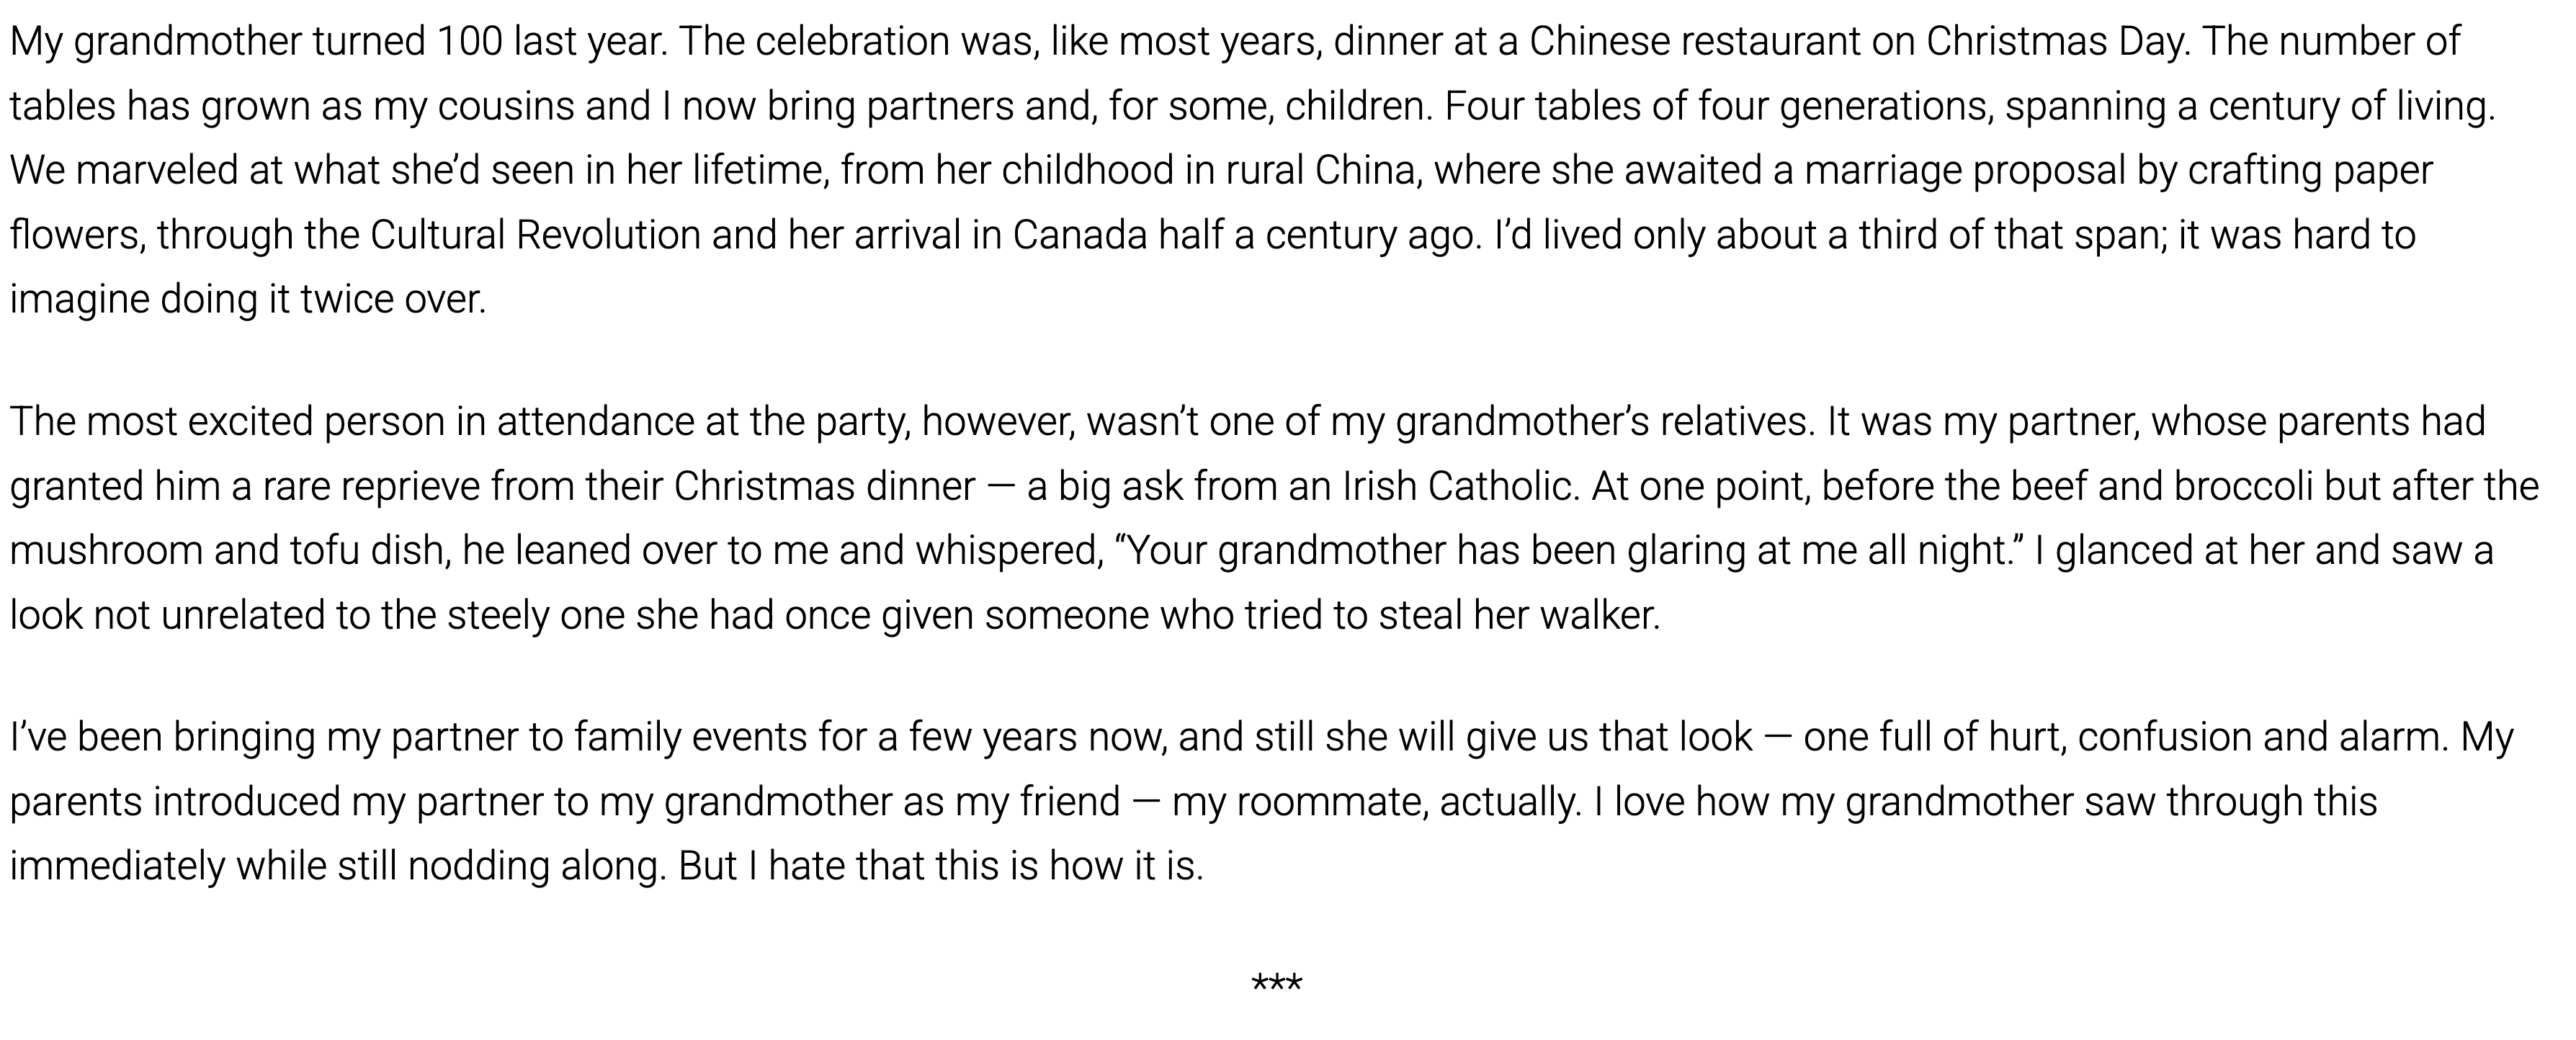 My grandmother turned 100 last year. The celebration was, like most years, dinner at a Chinese restaurant on Christmas Day. The number of
tables has grown as my cousins and I now bring partners and, for some, children. Four tables of four generations, spanning a century of living.
We marveled at what she’d seen in her lifetime, from her childhood in rural China, where she awaited a marriage proposal by crafting paper
flowers, through the Cultural Revolution and her arrival in Canada half a century ago. I’d lived only about a third of that span; it was hard to
imagine doing it twice over.
The most excited person in attendance at the party, however, wasn’t one of my grandmother’s relatives. It was my partner, whose parents had
granted him a rare reprieve from their Christmas dinner — a big ask from an Irish Catholic. At one point, before the beef and broccoli but after the
mushroom and tofu dish, he leaned over to me and whispered, “Your grandmother has been glaring at me all night.” I glanced at her and saw a
look not unrelated to the steely one she had once given someone who tried to steal her walker.
I’ve been bringing my partner to family events for a few years now, and still she will give us that look — one full of hurt, confusion and alarm. My
parents introduced my partner to my grandmother as my friend — my roommate, actually. I love how my grandmother saw through this
immediately while still nodding along. But I hate that this is how it is.
***